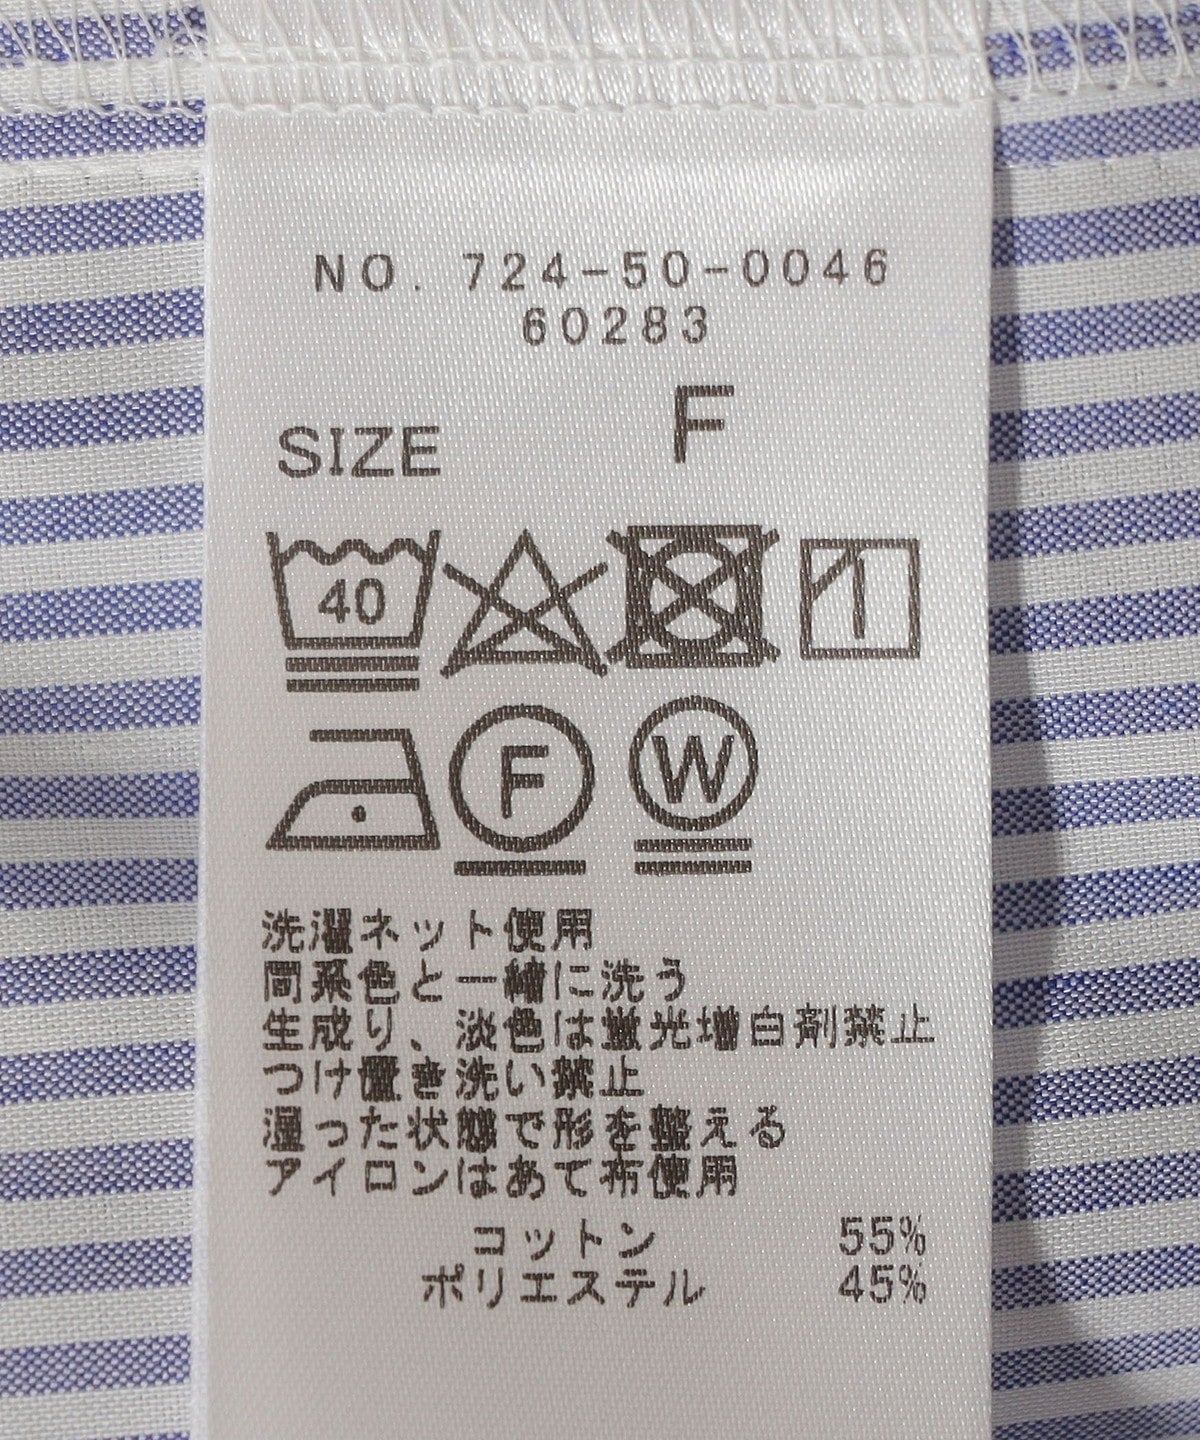 NO. 724-50-0046
60283
SIZE F
40
F W
洗濯ネット使用
同系色と一緒に洗う
生成り、淡色は蛍光増白剤禁止
つけ置き洗い禁止
湿った状態で形を整える
アイロンはあて布使用
コットン 55%
ポリエステル 45%